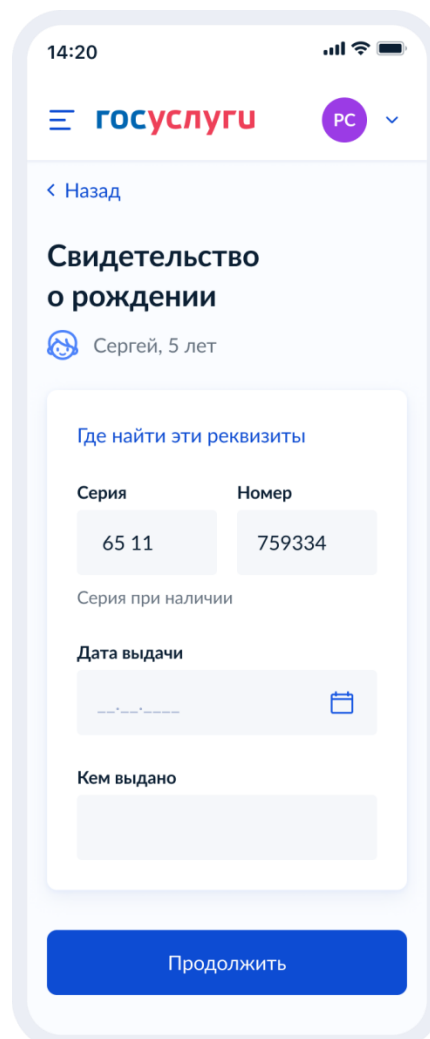 14:20
госуслуги
РС
Назад
Свидетельство
о рождении
Сергей, 5 лет
Где найти эти реквизиты
Серия Номер
65 11 759334
Серия при наличии
Дата выдачи
__.__.____
Кем выдано
Продолжить